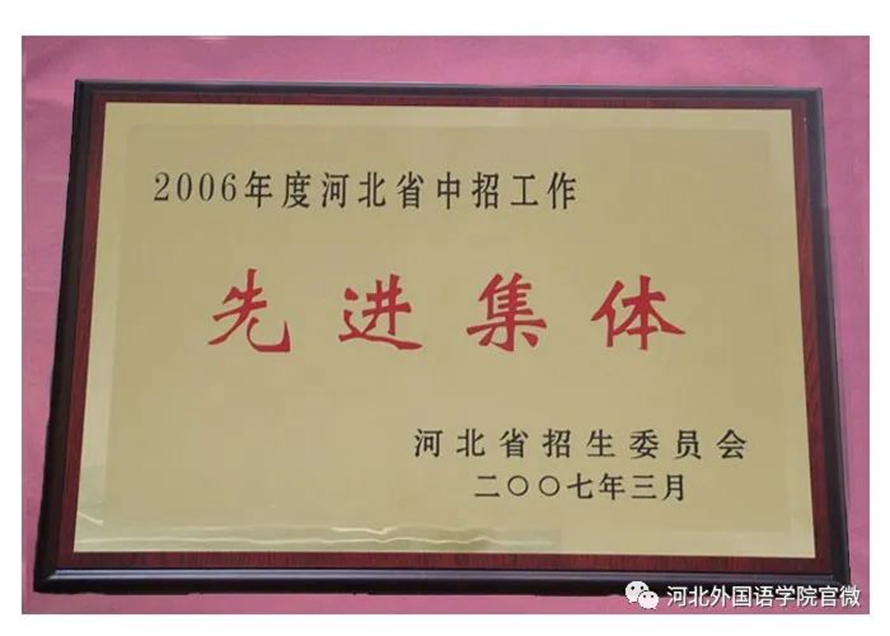 2006年度河北省中招工作
先进集体
河北省招生委员会
二〇〇七年三月
河北外国语学院官微